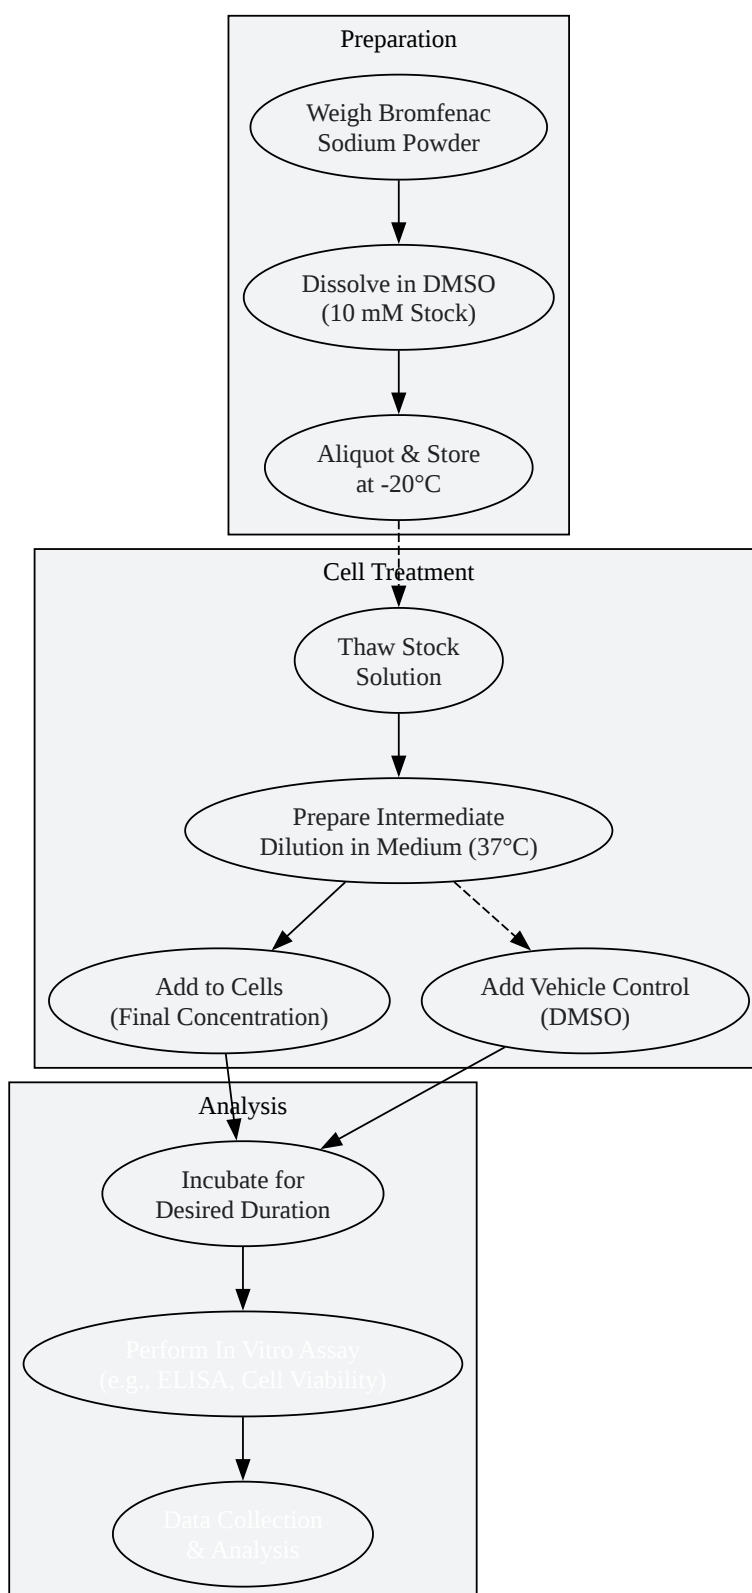 Preparation
Weigh Bromfenac
Sodium Powder
Dissolve in DMSO
(10 mM Stock)
Aliquot & Store
at -20°C
Cell Treatment
Thaw Stock
Solution
Prepare Intermediate
Dilution in Medium (37°C)
Add to Cells
(Final Concentration)
Add Vehicle Control
(DMSO)
Analysis
Incubate for
Desired Duration
Perform In Vitro Assay
(e.g., ELISA, Cell Viability)
Data Collection
& Analysis